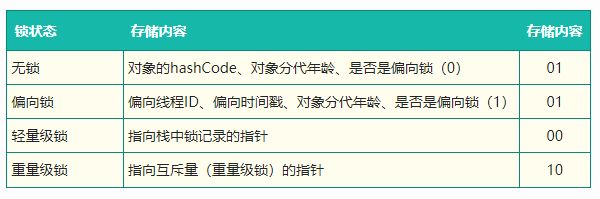 锁状态 存储内容 存储内容
无锁 对象的hashCode、对象分代年龄、是否是偏向锁（0） 01
偏向锁 偏向线程ID、偏向时间戳、对象分代年龄、是否是偏向锁（1） 01
轻量级锁 指向栈中锁记录的指针 00
重量级锁 指向互斥量（重量级锁）的指针 10